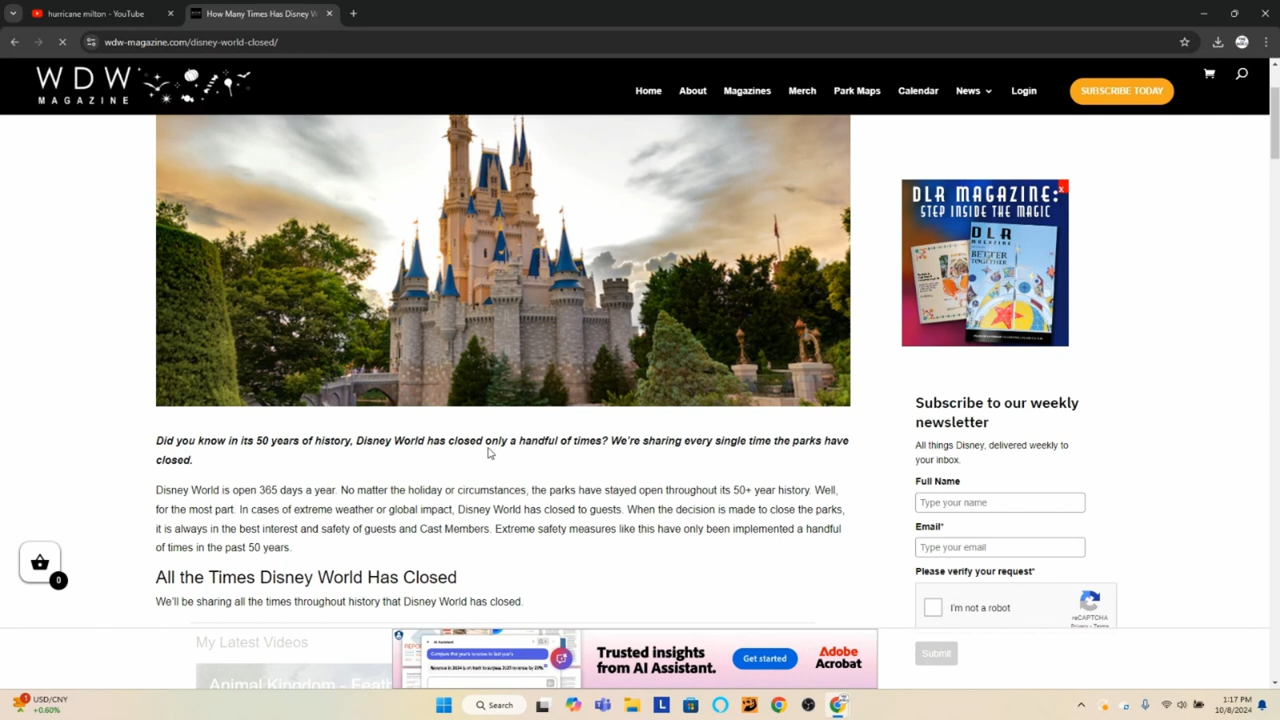 hurricane milton - YouTube
How Many Times Has Disney W
wdw-magazine.com/disney-world-closed/
WDW
MAGAZINE
Home About Magazines Merch Park Maps Calendar News Login SUBSCRIBE TODAY
DLR MAGAZINE:
STEP INSIDE THE MAGIC
x
DLR
BETTER
TOGETHER
Did you know in its 50 years of history, Disney World has closed only a handful of times? We're sharing every single time the parks have
closed.
Disney World is open 365 days a year. No matter the holiday or circumstances, the parks have stayed open throughout its 50+ year history. Well,
for the most part. In cases of extreme weather or global impact, Disney World has closed to guests. When the decision is made to close the parks,
it is always in the best interest and safety of guests and Cast Members. Extreme safety measures like this have only been implemented a handful
of times in the past 50 years.
All the Times Disney World Has Closed
We'll be sharing all the times throughout history that Disney World has closed.
My Latest Videos
Animal Kingdom - Feath
0
Subscribe to our weekly
newsletter
All things Disney, delivered weekly to
your inbox.
Full Name
Type your name
Email*
Type your email
Please verify your request*
I'm not a robot
reCAPTCHA
Privacy - Terms
Submit
AI Assistant
Trusted insights
from AI Assistant.
Get started
Adobe
Acrobat
USD/CNY
+0.60%
Search
1:17 PM
10/8/2024